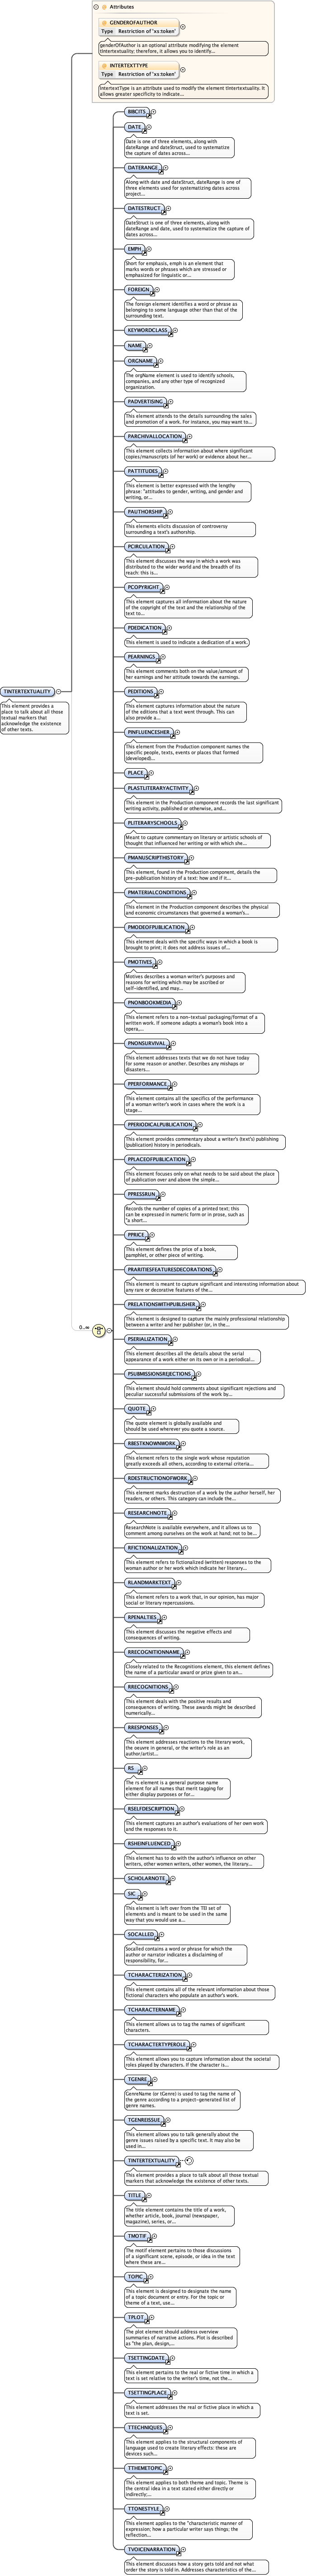 Attributes
GENDEROFAUTHOR
Type Restriction of 'xs:token'
genderOfAuthor is an optional attribute modifying the element
tIntertextuality: therefore, it allows you to identify...
INTERTEXTTYPE
Type Restriction of 'xs:token'
IntertextType is an attribute used to modify the element tIntertextuality. It
allows greater specificity to indicate...
BIBCITS
DATE
Date is one of three elements, along with
dateRange and dateStruct, used to systematize
the capture of dates across...
DATERANGE
Along with date and dateStruct, dateRange is one of
three elements used for systematizing dates across
project...
DATESTRUCT
DateStruct is one of three elements, along with
dateRange and date, used to systematize the capture of
dates across...
EMPH
Short for emphasis, emph is an element that
marks words or phrases which are stressed or
emphasized for linguistic or...
FOREIGN
The foreign element identifies a word or phrase as
belonging to some language other than that of the
surrounding text.
KEYWORDCLASS
NAME
ORGNAME
The orgName element is used to identify schools,
companies, and any other type of recognized
organization.
PADVERTISING
This element attends to the details surrounding the sales
and promotion of a work. For instance, you may want to...
PARCHIVALLOCATION
This element collects information about where significant
copies/manuscripts (of her work) or evidence about her...
PATTITUDES
This element is better expressed with the lengthy
phrase: "attitudes to gender, writing, and gender and
writing, or...
PAUTHORSHIP
This elements elicits discussion of controversy
surrounding a text's authorship.
PCIRCULATION
This element discusses the way in which a work was
distributed to the wider world and the breadth of its
reach: this is...
PCOPYRIGHT
This element captures all information about the nature
of the copyright of the text and the relationship of the
text to...
PDEDICATION
This element is used to indicate a dedication of a work.
PEARNINGS
This element comments both on the value/amount of
her earnings and her attitude towards the earnings.
TINTERTEXTUALITY
This element provides a
place to talk about all those
textual markers that
acknowledge the existence
of other texts.
PEDITIONS
This element captures information about the nature
of the editions that a text went through. This can
also provide a...
PINFLUENCESHER
This element from the Production component names the
specific people, texts, events or places that formed
(developed)...
PLACE
PLASTLITERARYACTIVITY
This element in the Production component records the last significant
writing activity, published or otherwise, and...
PLITERARYSCHOOLS
Meant to capture commentary on literary or artistic schools of
thought that influenced her writing or with which she...
PMANUSCRIPTHISTORY
This element, found in the Production component, details the
pre-publication history of a text: how and if it...
PMATERIALCONDITIONS
This element in the Production component describes the physical
and economic circumstances that governed a woman's...
PMODEOFPUBLICATION
This element deals with the specific ways in which a book is
brought to print; it does not address issues of...
PMOTIVES
Motives describes a woman writer's purposes and
reasons for writing which may be ascribed or
self-identified, and may...
PNONBOOKMEDIA
This element refers to a non-textual packaging/format of a
written work. If someone adapts a woman's book into a
opera,...
PNONSURVIVAL
This element addresses texts that we do not have today
for some reason or another. Describes any mishaps or
disasters...
PPERFORMANCE
This element contains all the specifics of the performance
of a woman writer's work in cases where the work is a
stage...
PPERIODICALPUBLICATION
This element provides commentary about a writer's (text's) publishing
(publication) history in periodicals.
PPLACEOFPUBLICATION
This element focuses only on what needs to be said about the place
of publication over and above the simple...
PPRESSRUN
Records the number of copies of a printed text; this
can be expressed in numeric form or in prose, such as
"a short...
PPRICE
This element defines the price of a book,
pamphlet, or other piece of writing.
PRARITIESFEATURESDECORATIONS
This element is meant to capture significant and interesting information about
any rare or decorative features of the...
0..∞
PRELATIONSWITHPUBLISHER
This element is designed to capture the mainly professional relationship
between a writer and her publisher (or, in the...
PSERIALIZATION
This element describes all the details about the serial
appearance of a work either on its own or in a periodical...
PSUBMISSIONSREJECTIONS
This element should hold comments about significant rejections and
peculiar successful submissions of the work by...
QUOTE
The quote element is globally available and
should be used wherever you quote a source.
RBESTKNOWNWORK
This element refers to the single work whose reputation
greatly exceeds all others, according to external criteria...
RDESTRUCTIONOFWORK
This element marks destruction of a work by the author herself, her
readers, or others. This category can include the...
RESEARCHNOTE
ResearchNote is available everywhere, and it allows us to
comment among ourselves on the work at hand; not to be...
RFICTIONALIZATION
This element refers to fictionalized (written) responses to the
woman author or her work which indicate her literary...
RLANDMARKTEXT
This element refers to a work that, in our opinion, has major
social or literary repercussions.
RPENALTIES
This element discusses the negative effects and
consequences of writing.
RRECOGNITIONNAME
Closely related to the Recognitions element, this element defines
the name of a particular award or prize given to an...
RRECOGNITIONS
This element deals with the positive results and
consequences of writing. These awards might be described
numerically...
RRESPONSES
This element addresses reactions to the literary work,
the oeuvre in general, or the writer's role as an
author/artist...
RS
The rs element is a general purpose name
element for all names that merit tagging for
either display purposes or for...
RSELFDESCRIPTION
This element captures an author's evaluations of her own work
and the responses to it.
RSHEINFLUENCED
This element has to do with the author's influence on other
writers, other women writers, other women, the literary...
SCHOLARNOTE
SIC
This element is left over from the TEI set of
elements and is meant to be used in the same
way that you would use a...
SOCALLED
Socalled contains a word or phrase for which the
author or narrator indicates a disclaiming of
responsibility, for...
TCHARACTERIZATION
This element contains all of the relevant information about those
fictional characters who populate an author's work.
TCHARACTERNAME
This element allows us to tag the names of significant
characters.
TCHARACTERTYPEROLE
This element allows you to capture information about the societal
roles played by characters. If the character is...
TGENRE
GenreName (or tGenre) is used to tag the name of
the genre according to a project-generated list of
genre names.
TGENREISSUE
This element allows you to talk generally about the
genre issues raised by a specific text. It may also be
used in...
TINTERTEXTUALITY
This element provides a place to talk about all those textual
markers that acknowledge the existence of other texts.
TITLE
The title element contains the title of a work,
whether article, book, journal (newspaper,
magazine), series, or...
TMOTIF
The motif element pertains to those discussions
of a significant scene, episode, or idea in the text
where these are...
TOPIC
This element is designed to designate the name
of a topic document or entry. For the topic or
theme of a text, use...
TPLOT
The plot element should address overview
summaries of narrative actions. Plot is described
as "the plan, design,...
TSETTINGDATE
This element pertains to the real or fictive time in which a
text is set relative to the writer's time, not the...
TSETTINGPLACE
This element addresses the real or fictive place in which a
text is set.
TTECHNIQUES
This element applies to the structural components of
language used to create literary effects: these are
devices such...
TTHEMETOPIC
This element applies to both theme and topic. Theme is
the central idea in a text stated either directly or
indirectly;...
TTONESTYLE
This element applies to the "characteristic manner of
expression; how a particular writer says things: the
reflection...
TVOICENARRATION
This element discusses how a story gets told and not what
under the story is told in. Addresses characteristics of the...